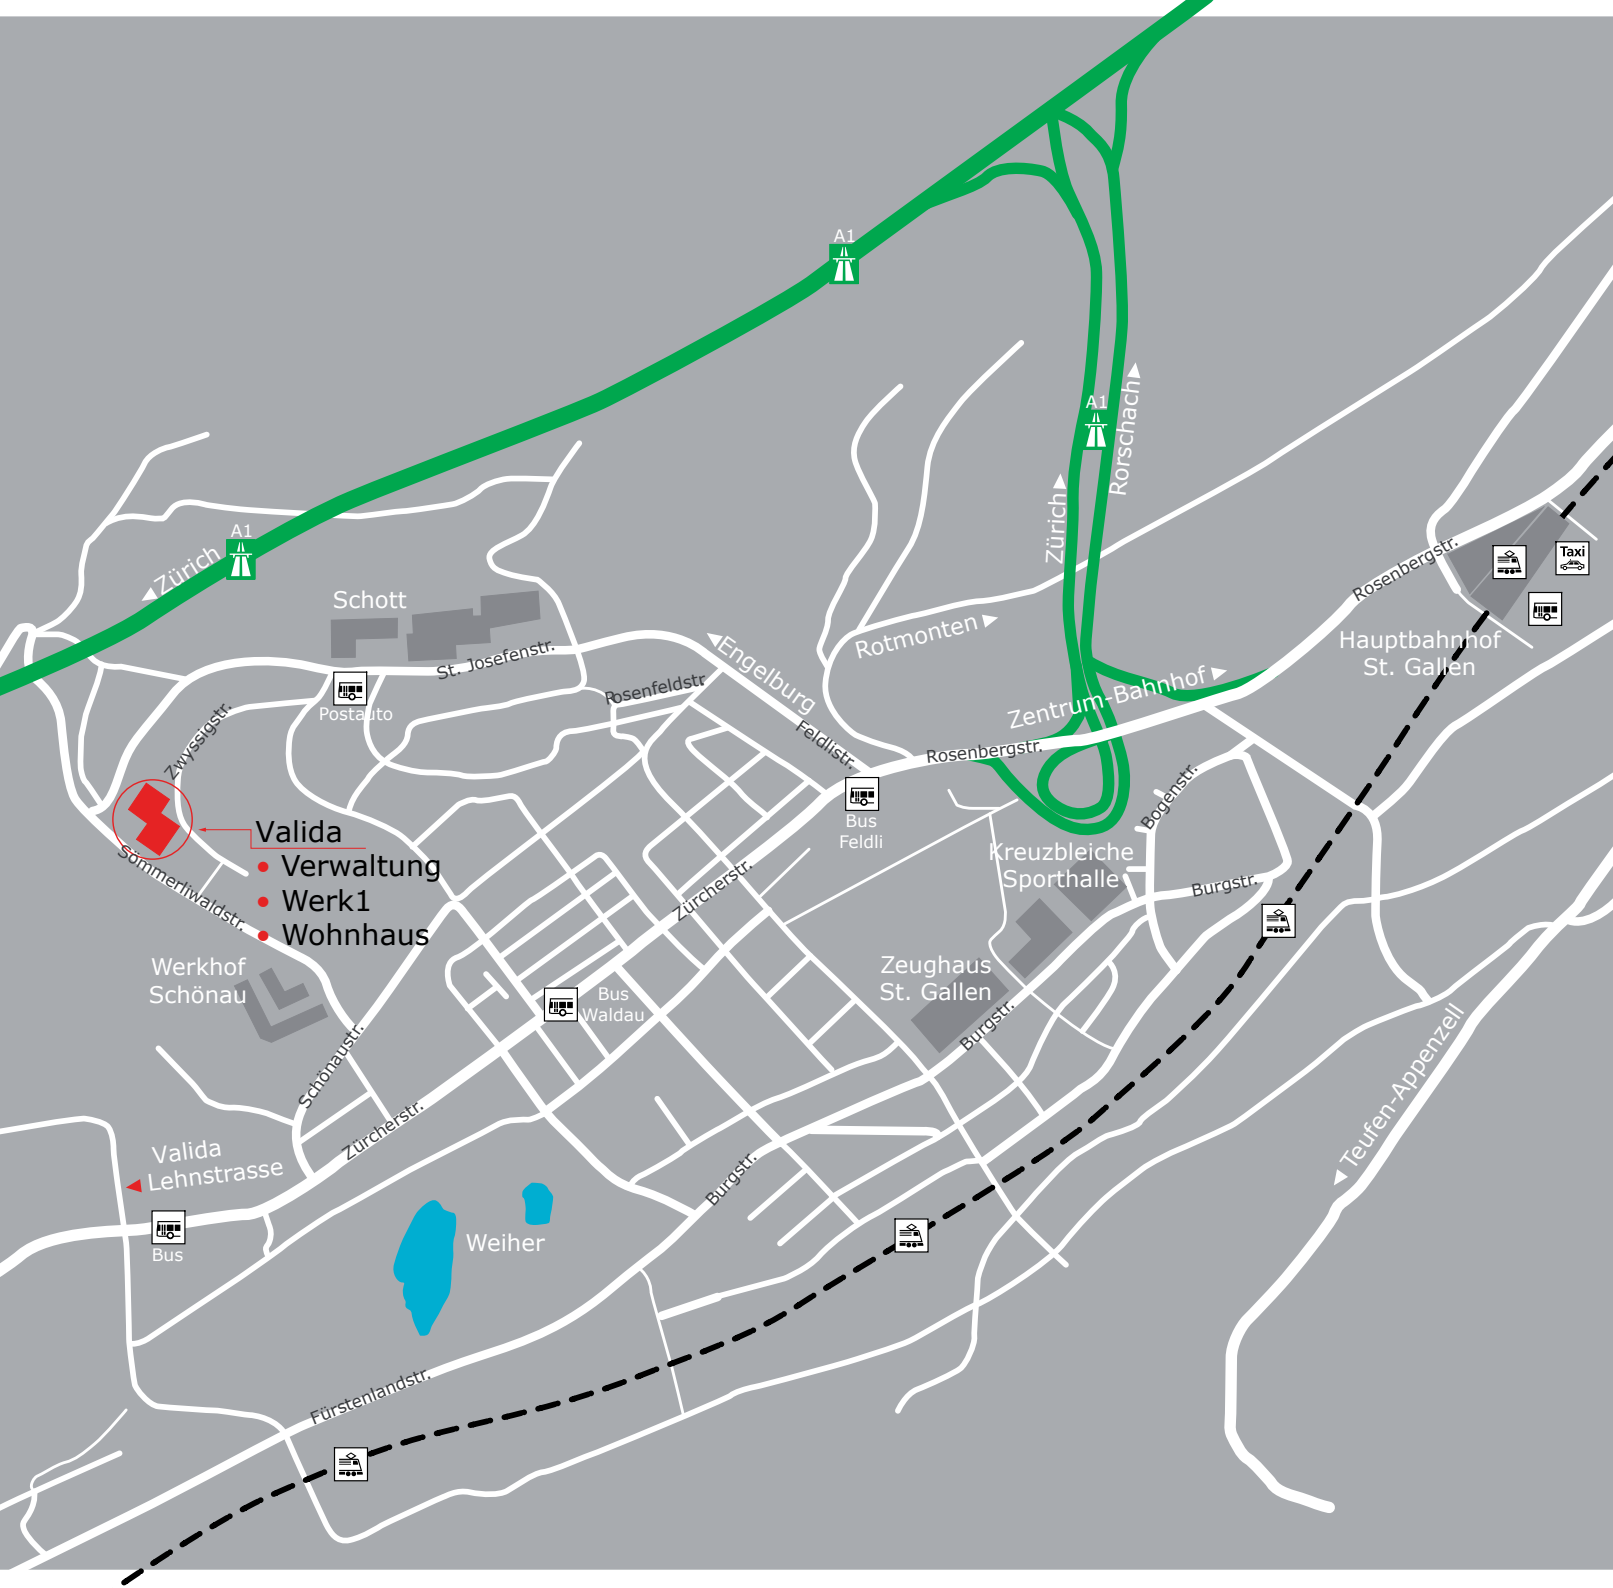 A1
A1
Rorschach
A1
Zürich
A1
Zürich
Taxi
Rosenbergstr.
Schott
Rotmonten
Hauptbahnhof
St. Gallen
St. Josefenstr.
Engelburg
Rosenfeldstr.
Zentrum-Bahnhof
Postauto
Zwyssigstr.
Feldlistr.
Rosenbergstr.
Bogenstr.
Bus
Feldli
Valida
Verwaltung
Werk1
Wohnhaus
Sömmerliwaldstr.
Kreuzbleiche
Sporthalle
Burgstr.
Zürcherstr.
Werkhof
Schönau
Zeughaus
St. Gallen
Bus
Waldau
Burgstr.
Schönaustr.
Teufen-Appenzell
Zürcherstr.
Valida
Lehnstrasse
Burgstr.
Weiher
Bus
Fürstenlandstr.